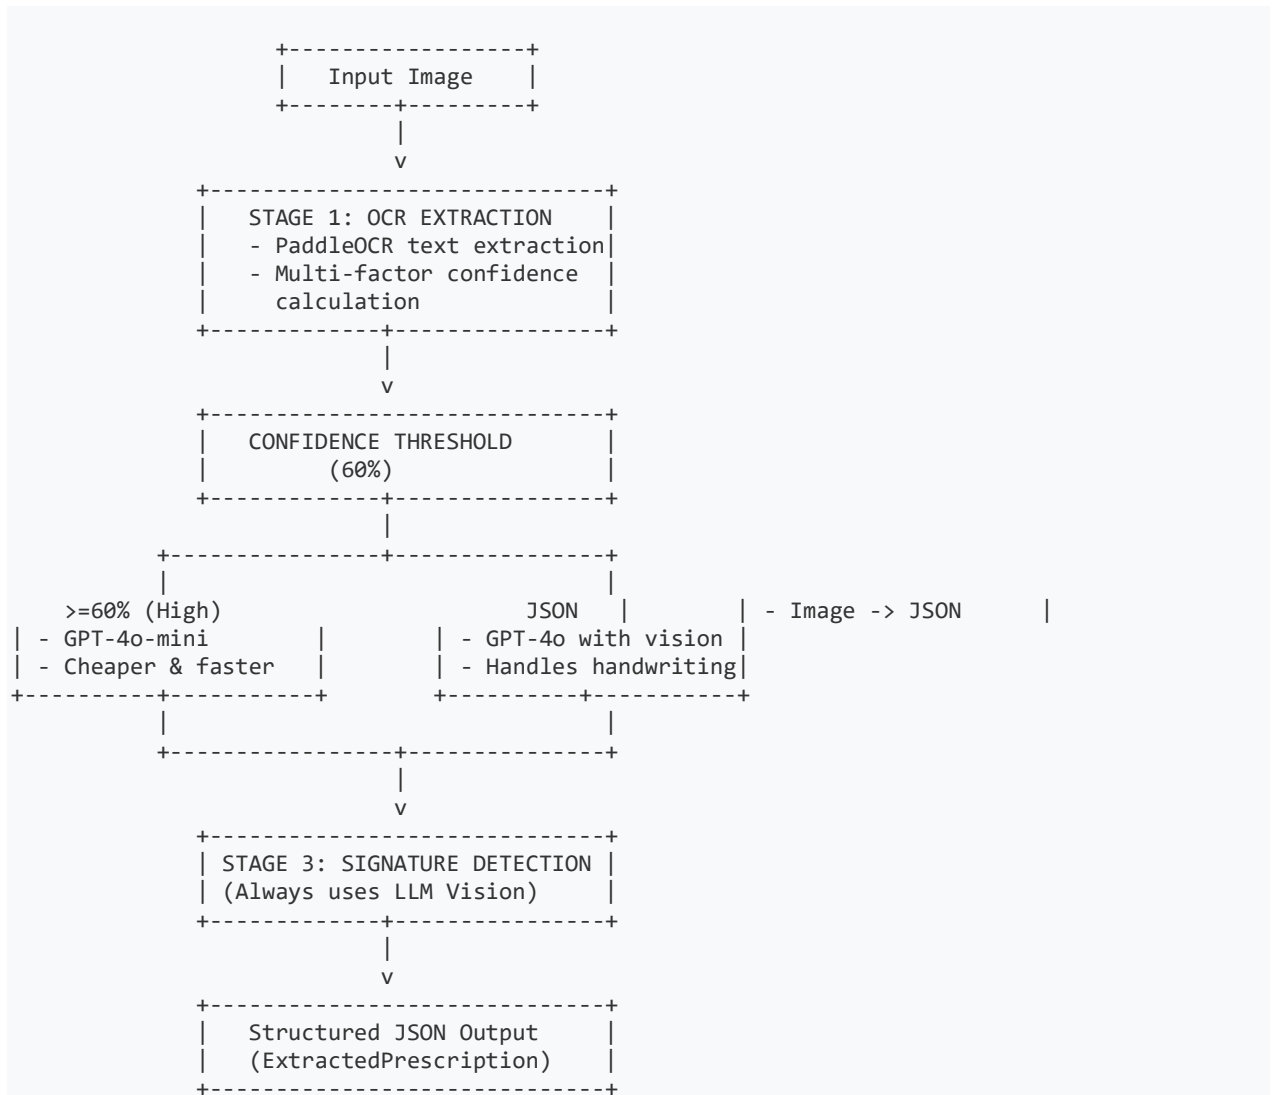 +------------------+
|   Input Image    |
+--------+---------+
|
v
+------------------------------+
|   STAGE 1: OCR EXTRACTION    |
|   - PaddleOCR text extraction|
|   - Multi-factor confidence  |
|     calculation              |
+-------------+----------------+
|
v
+------------------------------+
|   CONFIDENCE THRESHOLD       |
|         (60%)                |
+-------------+----------------+
|
+----------------+----------------+
|                                 |
>=60% (High)                       JSON   |        | - Image -> JSON      |
| - GPT-4o-mini        |        | - GPT-4o with vision |
| - Cheaper & faster   |        | - Handles handwriting|
+----------+-----------+        +----------+-----------+
|                                 |
+-----------------+---------------+
|
v
+------------------------------+
| STAGE 3: SIGNATURE DETECTION |
| (Always uses LLM Vision)     |
+-------------+----------------+
|
v
+------------------------------+
|   Structured JSON Output     |
|   (ExtractedPrescription)    |
+------------------------------+